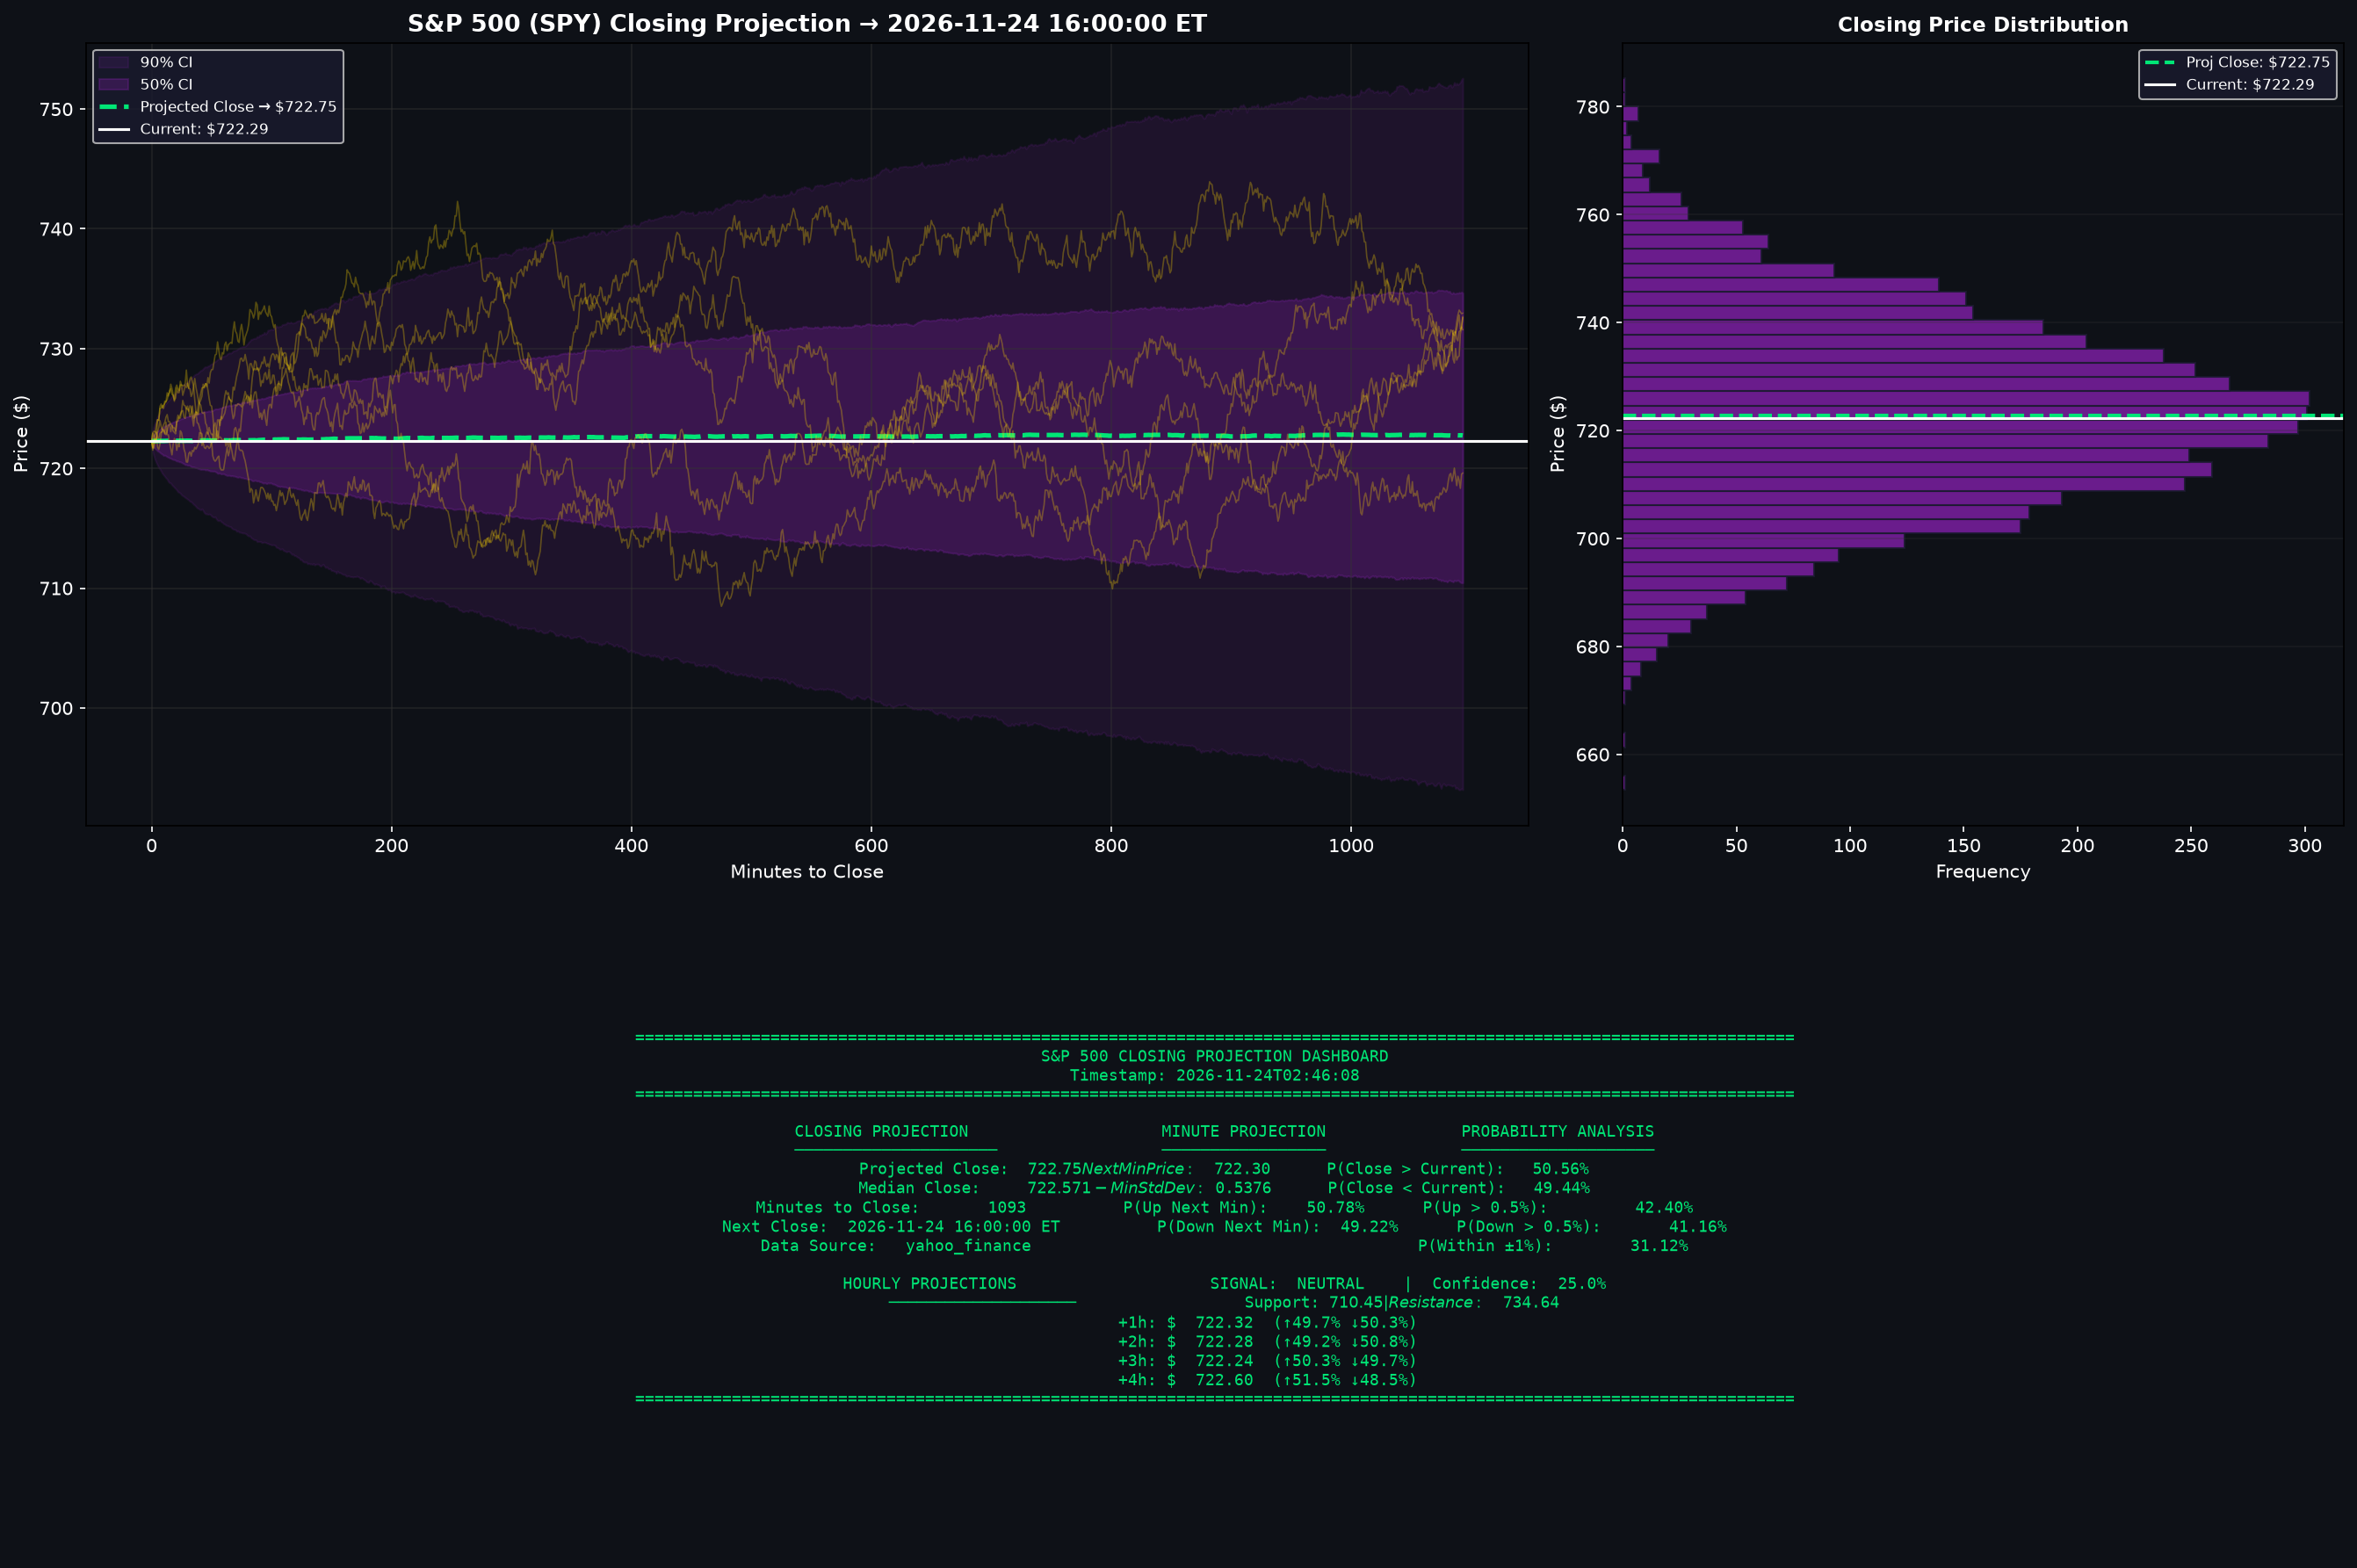 S&P 500 (SPY) Closing Projection → 2026-11-24 16:00:00 ET
90% CI
50% CI
Projected Close → $722.75
Current: $722.29
Price ($)
750
740
730
720
710
700
0 200 400 600 800 1000
Minutes to Close
Closing Price Distribution
Proj Close: $722.75
Current: $722.29
Price ($)
780
760
740
720
700
680
660
0 50 100 150 200 250 300
Frequency
========================================================================================================================
S&P 500 CLOSING PROJECTION DASHBOARD
Timestamp: 2026-11-24T02:46:08
========================================================================================================================
CLOSING PROJECTION MINUTE PROJECTION PROBABILITY ANALYSIS
Projected Close: 722.75NextMinPrice: 722.30 P(Close > Current): 50.56%
Median Close: 722.571-MinStdDev: 0.5376 P(Close < Current): 49.44%
Minutes to Close: 1093 P(Up Next Min): 50.78% P(Up > 0.5%): 42.40%
Next Close: 2026-11-24 16:00:00 ET P(Down Next Min): 49.22% P(Down > 0.5%): 41.16%
Data Source: yahoo_finance P(Within ±1%): 31.12%
HOURLY PROJECTIONS SIGNAL: NEUTRAL | Confidence: 25.0%
Support: 710.45|Resistance: 734.64
+1h: $ 722.32 (↑49.7% ↓50.3%)
+2h: $ 722.28 (↑49.2% ↓50.8%)
+3h: $ 722.24 (↑50.3% ↓49.7%)
+4h: $ 722.60 (↑51.5% ↓48.5%)
========================================================================================================================